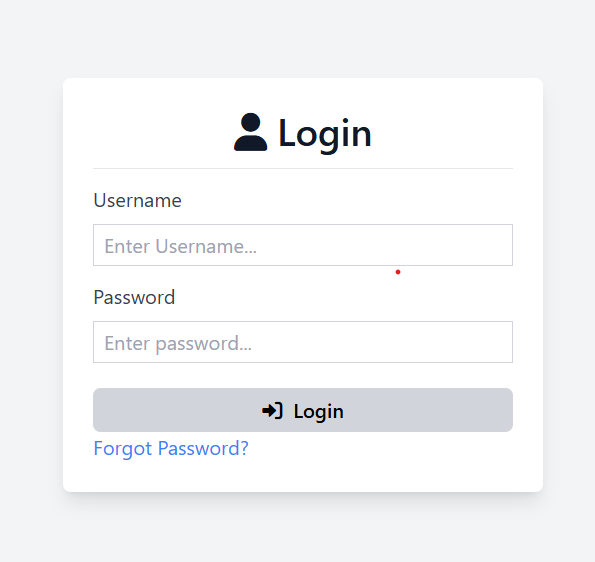 Login
Username
Enter Username...
Password
Enter password...
Login
Forgot Password?